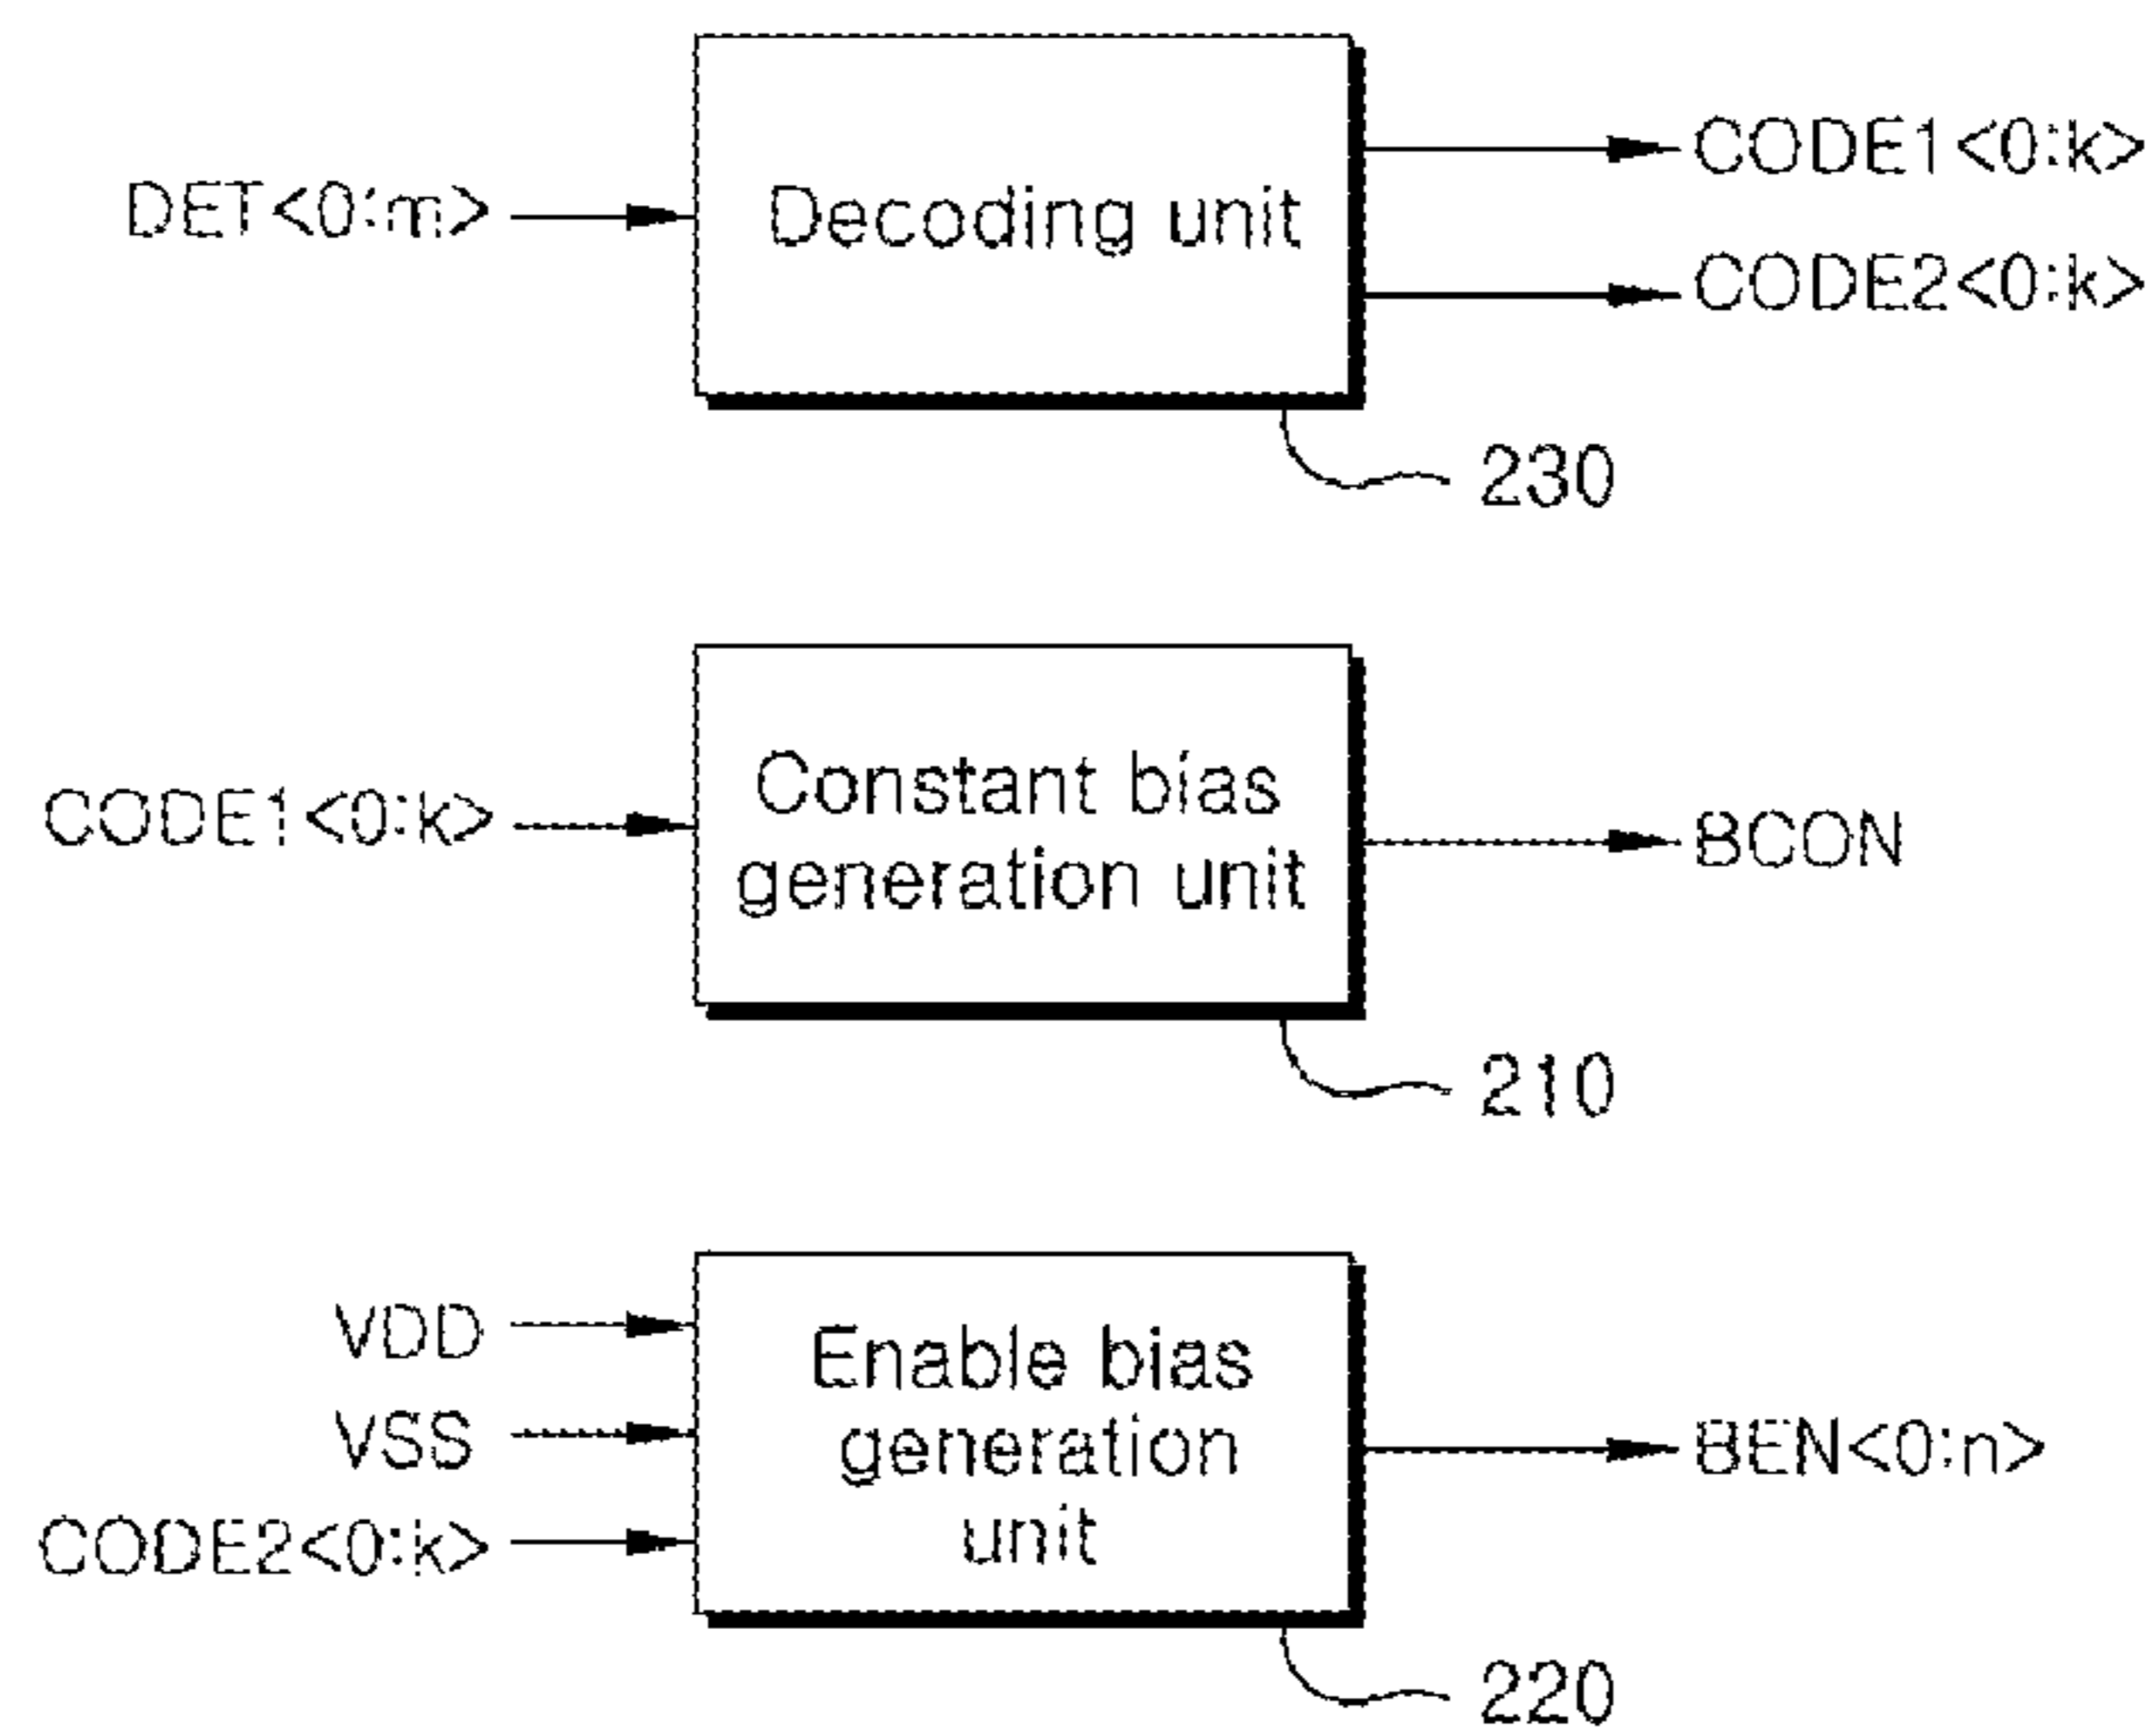 DET<0:m>
Decoding unit
CODE1<0:k>
CODE2<0:k>
230
CODE1<0:k>
Constant bias
generation unit
BCON
210
VDD
VSS
CODE2<0:k>
Enable bias
generation
unit
BEN<0:n>
220